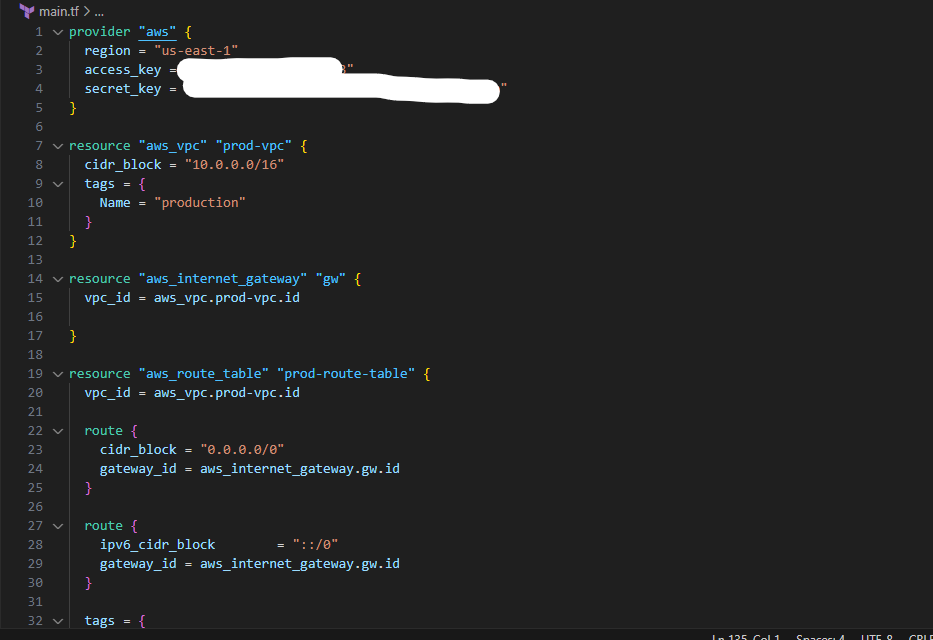 main.tf > ...
1 provider "aws" {
2 region = "us-east-1"
3 access_key = "
4 secret_key = "
5 }
6
7 resource "aws_vpc" "prod-vpc" {
8 cidr_block = "10.0.0.0/16"
9 tags = {
10 Name = "production"
11 }
12 }
13
14 resource "aws_internet_gateway" "gw" {
15 vpc_id = aws_vpc.prod-vpc.id
16
17 }
18
19 resource "aws_route_table" "prod-route-table" {
20 vpc_id = aws_vpc.prod-vpc.id
21
22 route {
23 cidr_block = "0.0.0.0/0"
24 gateway_id = aws_internet_gateway.gw.id
25 }
26
27 route {
28 ipv6_cidr_block        = "::/0"
29 gateway_id = aws_internet_gateway.gw.id
30 }
31
32 tags = {
Ln 135, Col 1 Spaces: 4 UTF-8